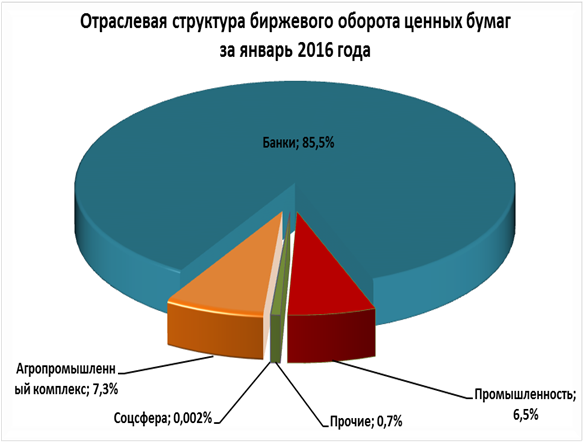 Отраслевая структура биржевого оборота ценных бумаг
за январь 2016 года
Банки; 85,5%
Агропромышленн
ый комплекс; 7,3%
Соцсфера; 0,002%
Прочие; 0,7%
Промышленность;
6,5%